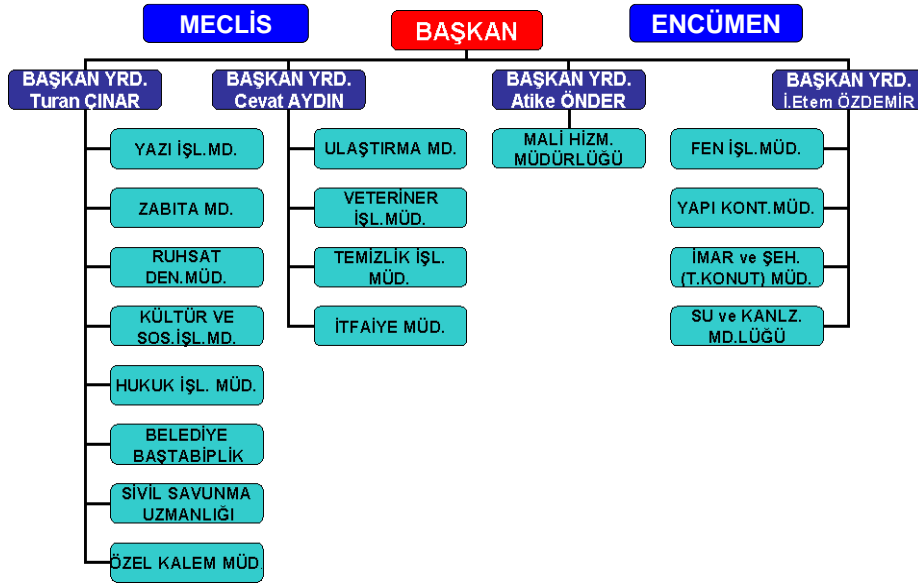 MECLİS
BAŞKAN
ENCÜMEN
BAŞKAN YRD.
Turan ÇINAR
BAŞKAN YRD.
Cevat AYDIN
BAŞKAN YRD.
Atike ÖNDER
BAŞKAN YRD.
İ.Etem ÖZDEMİR
YAZI İŞL.MD.
ZABITA MD.
RUHSAT
DEN.MÜD.
KÜLTÜR VE
SOS.İŞL.MD.
HUKUK İŞL. MÜD.
BELEDİYE
BAŞTABİPLİK
SİVİL SAVUNMA
UZMANLIĞI
ÖZEL KALEM MÜD.
ULAŞTIRMA MD.
VETERİNER
İŞL.MÜD.
TEMİZLİK İŞL.
MÜD.
İTFAİYE MÜD.
MALİ HİZM.
MÜDÜRLÜĞÜ
FEN İŞL.MÜD.
YAPI KONT.MÜD.
İMAR ve ŞEH.
(T.KONUT) MÜD.
SU ve KANLZ.
MD.LÜĞÜ